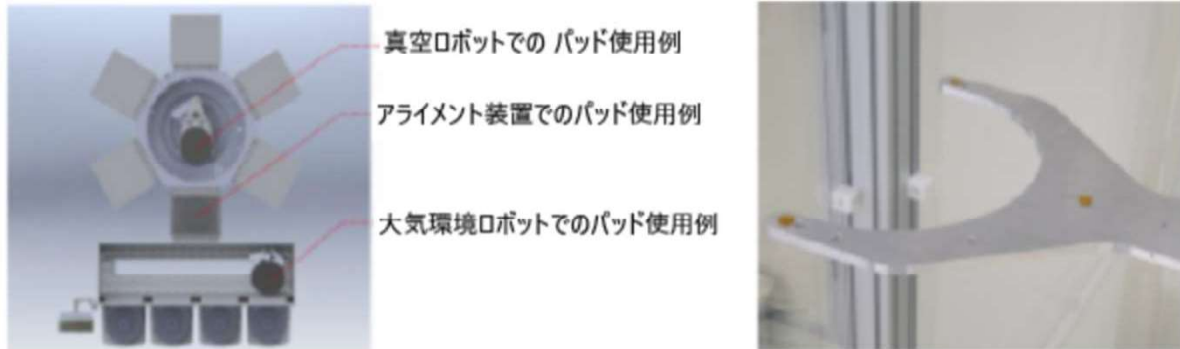 真空ロボットでの パッド使用例
アライメント装置でのパッド使用例
大気環境ロボットでのパッド使用例